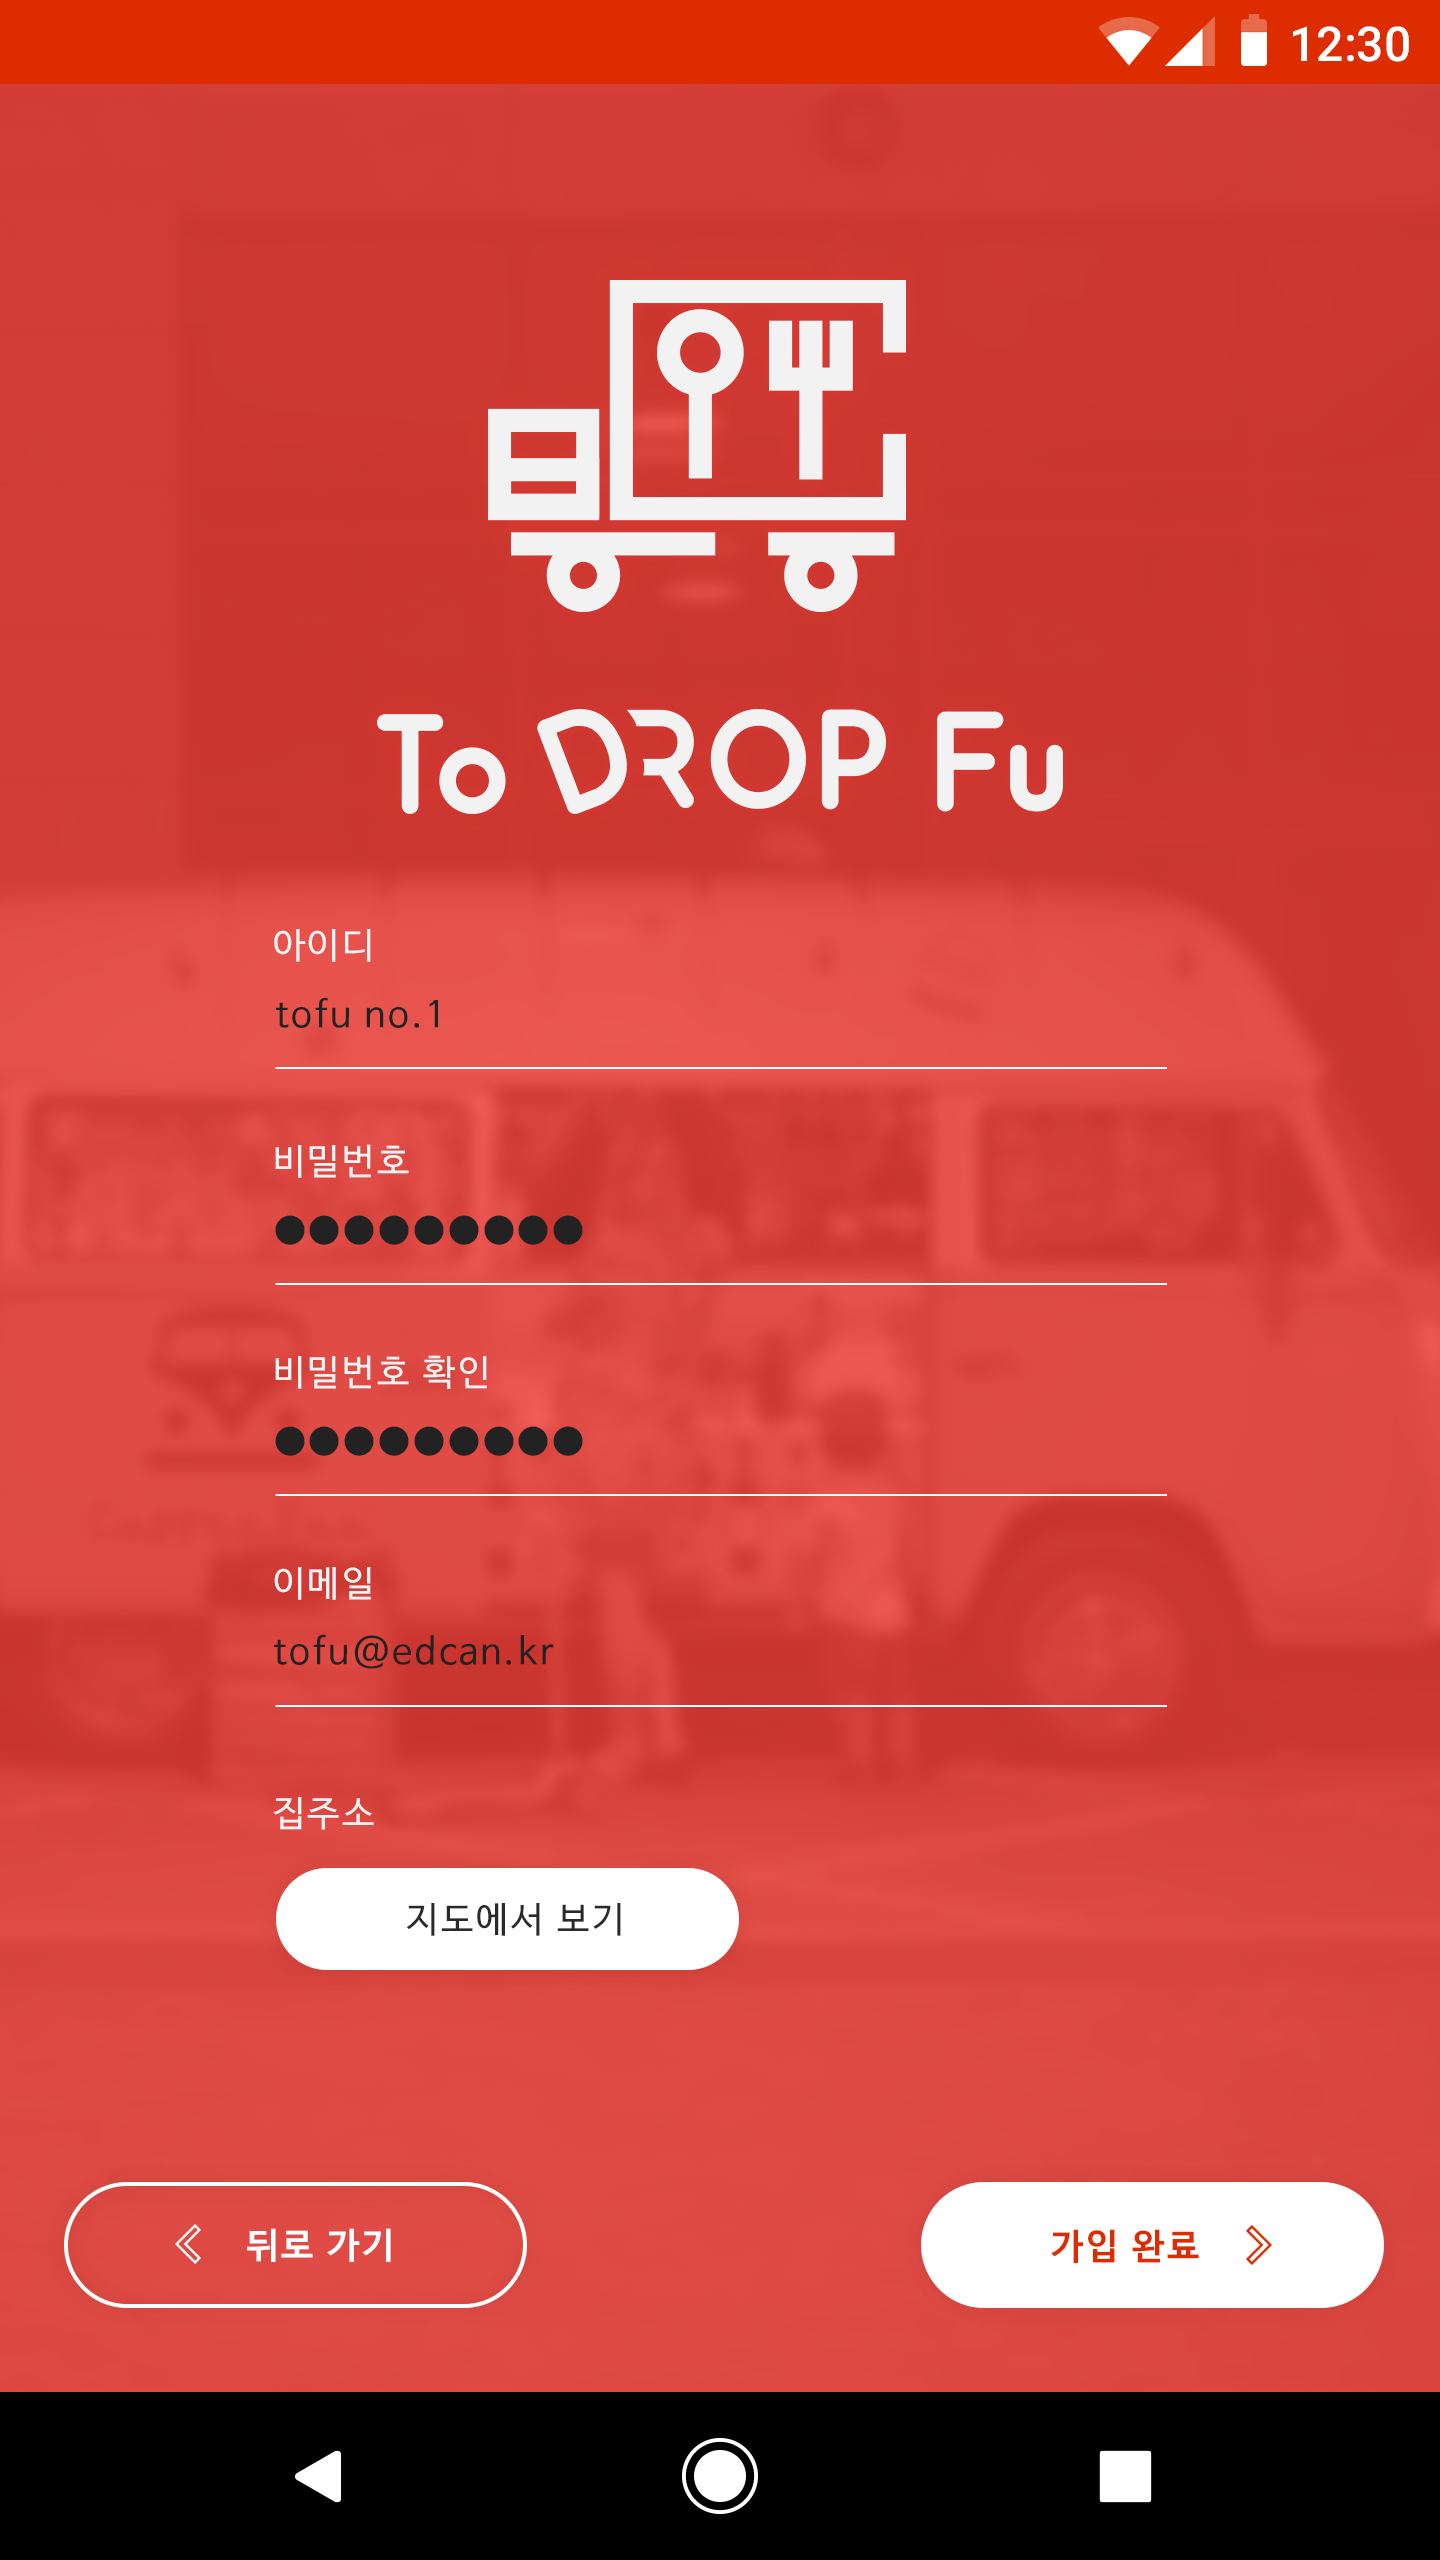 12:30
To DROP Fu
아이디
tofu no.1
비밀번호
●●●●●●●●●
비밀번호 확인
●●●●●●●●●
이메일
tofu@edcan.kr
집주소
지도에서 보기
뒤로 가기
가입 완료